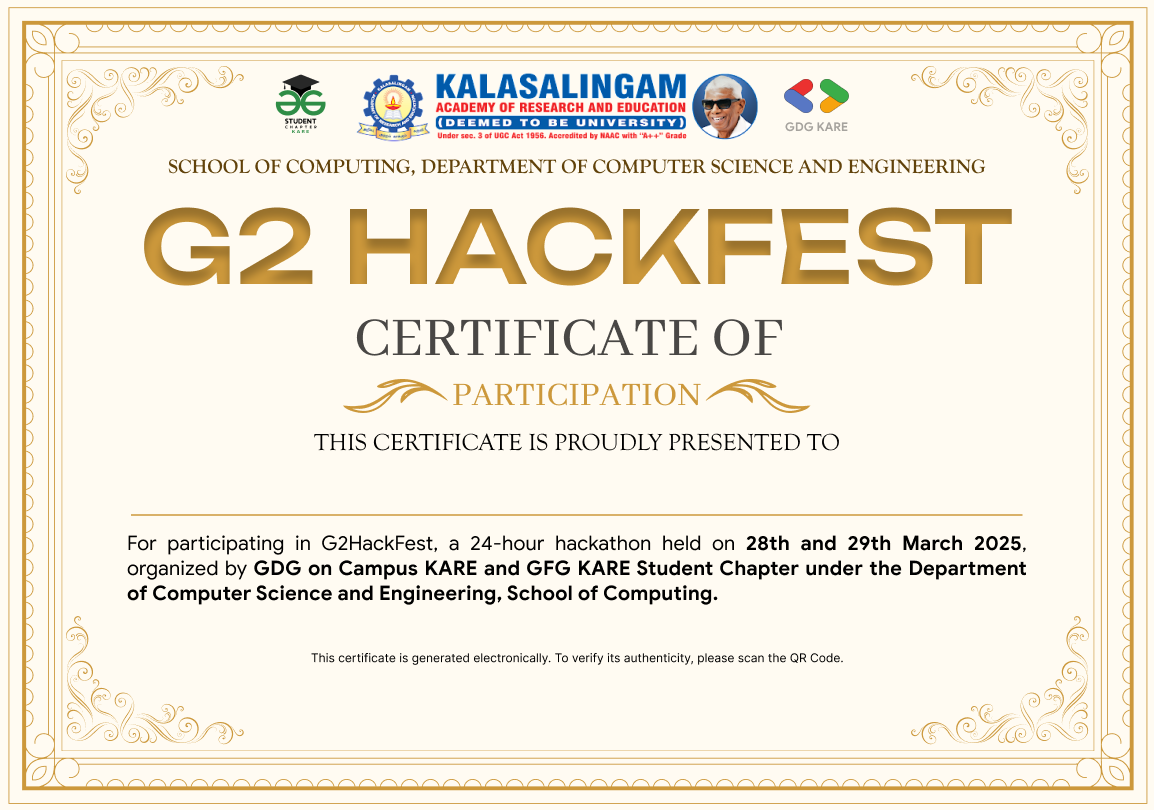 STUDENT
CHAPTER
KARE
KALASALINGAM
ACADEMY OF RESEARCH AND EDUCATION
(DEEMED TO BE UNIVERSITY)
Under sec. 3 of UGC Act 1956. Accredited by NAAC with "A++" Grade
GDG KARE
SCHOOL OF COMPUTING, DEPARTMENT OF COMPUTER SCIENCE AND ENGINEERING
G2 HACKFEST
CERTIFICATE OF
PARTICIPATION
THIS CERTIFICATE IS PROUDLY PRESENTED TO
For participating in G2HackFest, a 24-hour hackathon held on 28th and 29th March 2025,
organized by GDG on Campus KARE and GFG KARE Student Chapter under the Department
of Computer Science and Engineering, School of Computing.
This certificate is generated electronically. To verify its authenticity, please scan the QR Code.